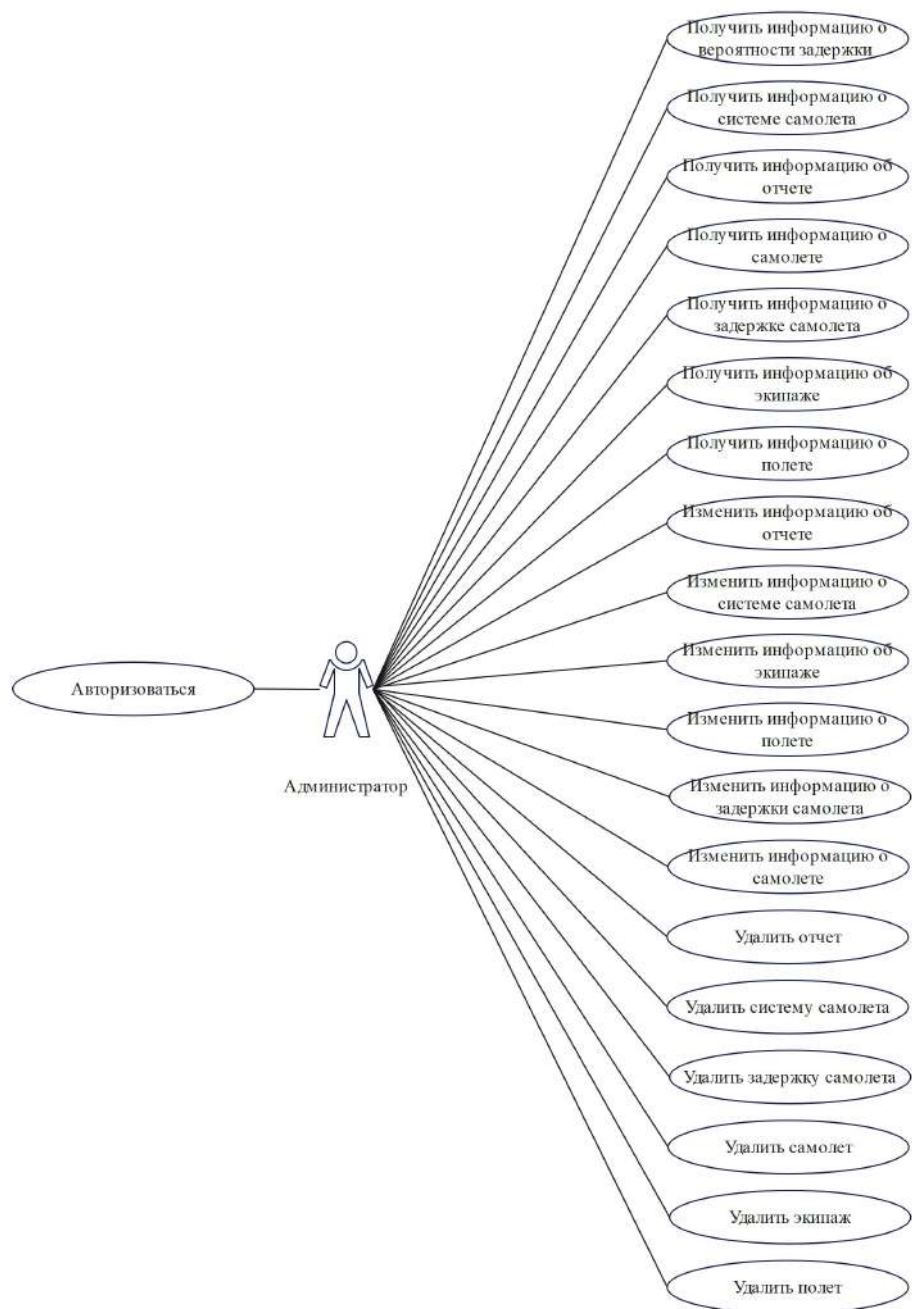 Получить информацию о
вероятности задержки
Получить информацию о
системе самолета
Получить информацию об
отчете
Получить информацию о
самолете
Получить информацию о
задержке самолета
Получить информацию об
экипаже
Получить информацию о
полете
Изменить информацию об
отчете
Изменить информацию о
системе самолета
Изменить информацию об
экипаже
Авторизоваться
Изменить информацию о
полете
Администратор
Изменить информацию о
задержки самолета
Изменить информацию о
самолете
Удалить отчет
Удалить систему самолета
Удалить задержку самолета
Удалить самолет
Удалить экипаж
Удалить полет